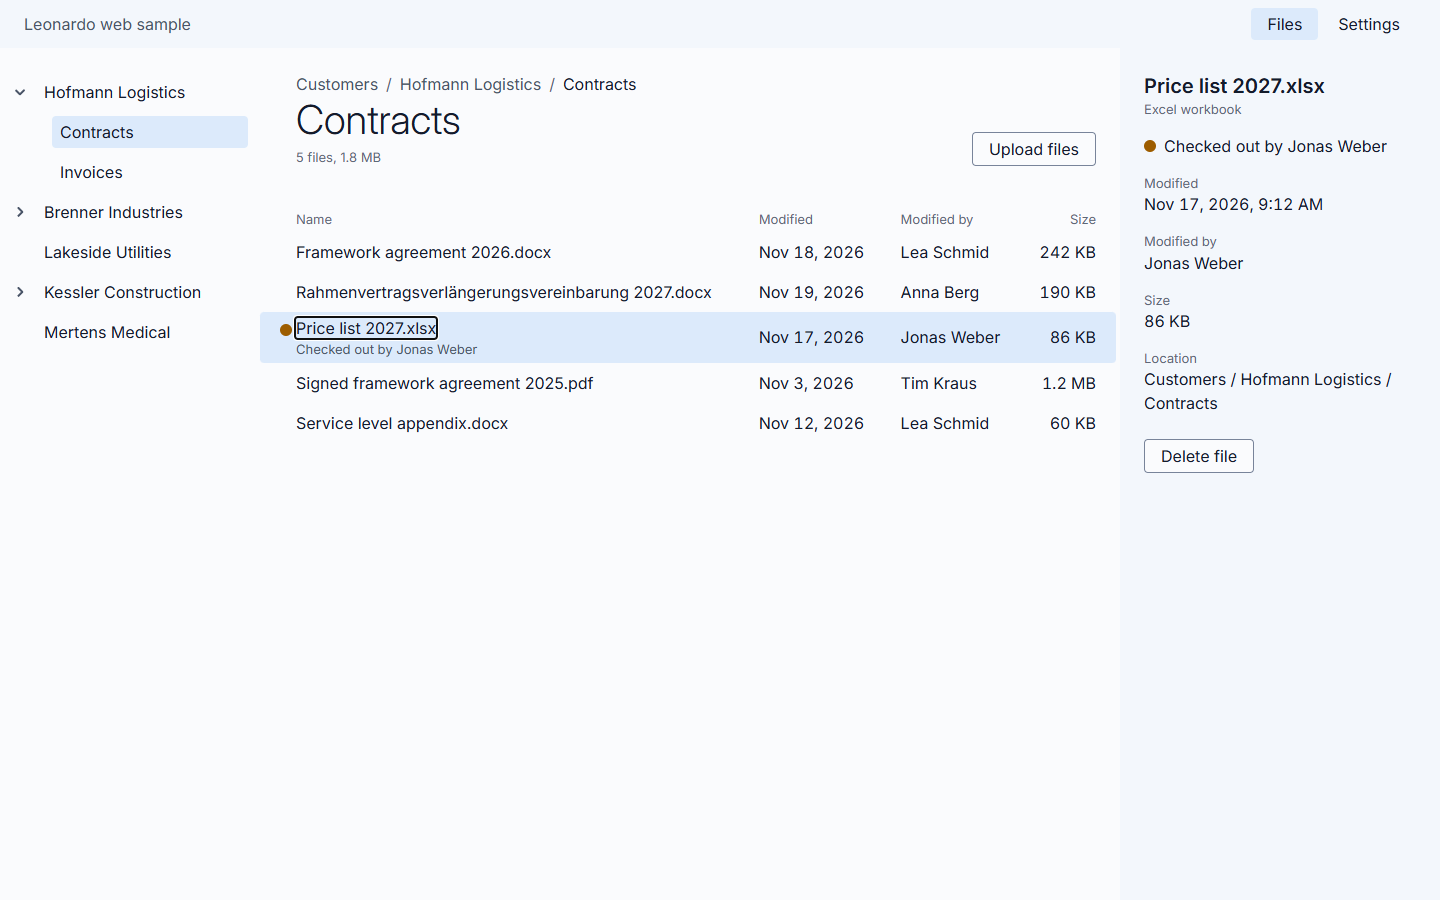 Leonardo web sample
Files
Settings
Hofmann Logistics
Contracts
Invoices
Brenner Industries
Lakeside Utilities
Kessler Construction
Mertens Medical
Customers / Hofmann Logistics / Contracts
Contracts
5 files, 1.8 MB
Upload files
Name Modified Modified by Size
Framework agreement 2026.docx Nov 18, 2026 Lea Schmid 242 KB
Rahmenvertragsverlängerungsvereinbarung 2027.docx Nov 19, 2026 Anna Berg 190 KB
Price list 2027.xlsx Nov 17, 2026 Jonas Weber 86 KB
Checked out by Jonas Weber
Signed framework agreement 2025.pdf Nov 3, 2026 Tim Kraus 1.2 MB
Service level appendix.docx Nov 12, 2026 Lea Schmid 60 KB
Price list 2027.xlsx
Excel workbook
Checked out by Jonas Weber
Modified
Nov 17, 2026, 9:12 AM
Modified by
Jonas Weber
Size
86 KB
Location
Customers / Hofmann Logistics /
Contracts
Delete file